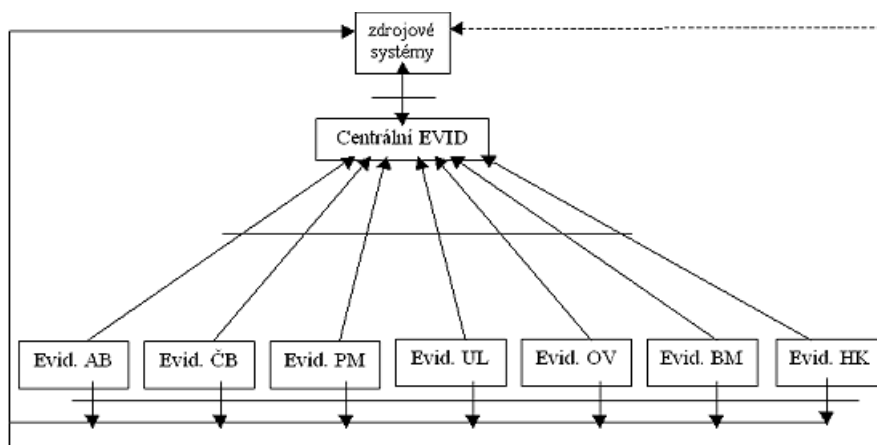 zdrojové
systémy
Centrální EVID
Evid. AB
Evid. ČB
Evid. PM
Evid. UL
Evid. OV
Evid. BM
Evid. HK